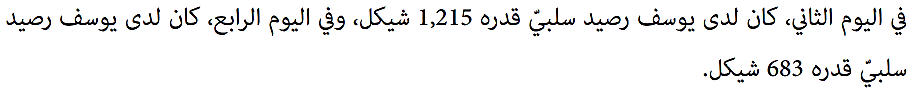 في اليوم الثاني، كان لدى يوسف رصيد سلبيّ قدره 1,215 شيكل، وفي اليوم الرابع، كان لدى يوسف رصيد
سلبيّ قدره 683 شيكل.